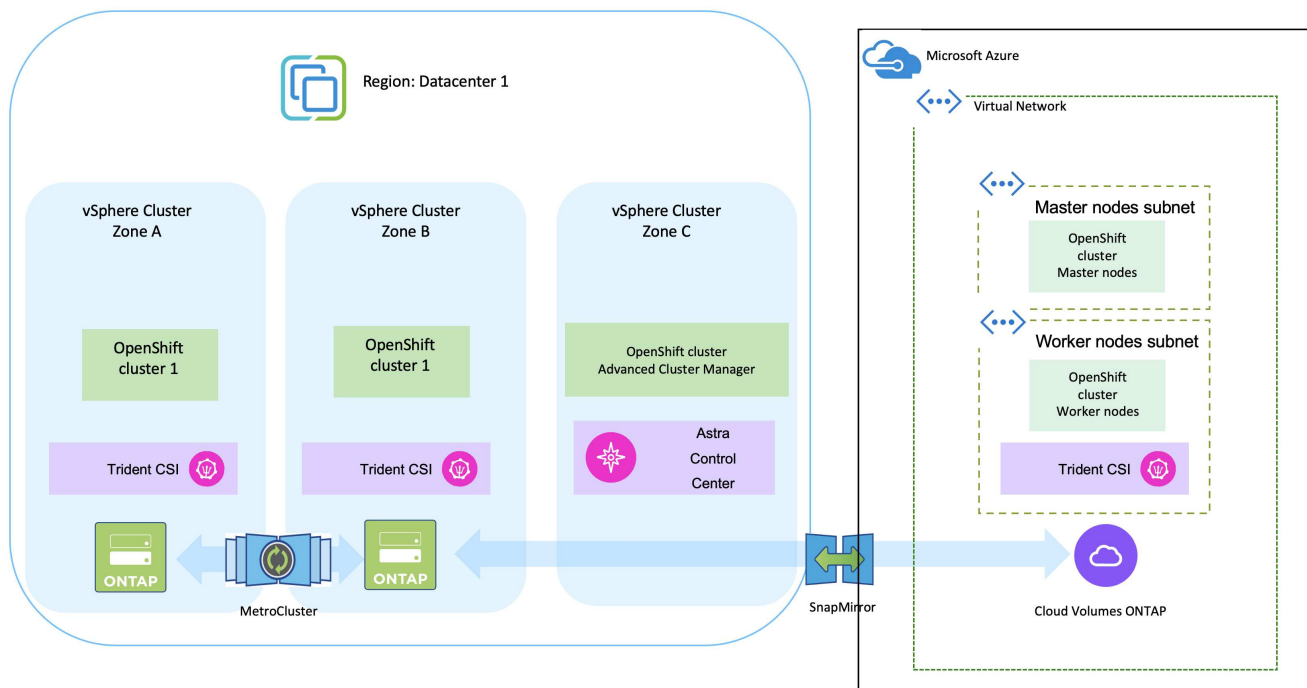 Region: Datacenter 1
Microsoft Azure
Virtual Network
vSphere Cluster
Zone A
vSphere Cluster
Zone B
vSphere Cluster
Zone C
Master nodes subnet
OpenShift
cluster
Master nodes
OpenShift
cluster 1
OpenShift
cluster 1
OpenShift cluster
Advanced Cluster Manager
Worker nodes subnet
OpenShift
cluster
Worker nodes
Trident CSI
Trident CSI
Astra
Control
Center
Trident CSI
ONTAP
ONTAP
MetroCluster
SnapMirror
Cloud Volumes ONTAP